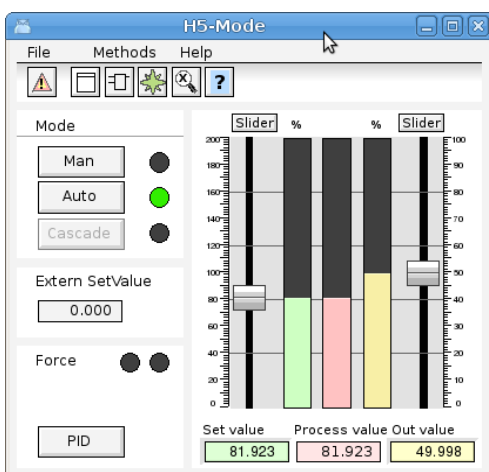 H5-Mode
File Methods Help
?
Mode
Man
Auto
Cascade
Extern SetValue
0.000
Force
PID
Slider % % Slider
200 100
180 90
160 80
140 70
120 60
100 50
80 40
60 30
40 20
20 10
0 0
Set value Process value Out value
81.923 81.923 49.998